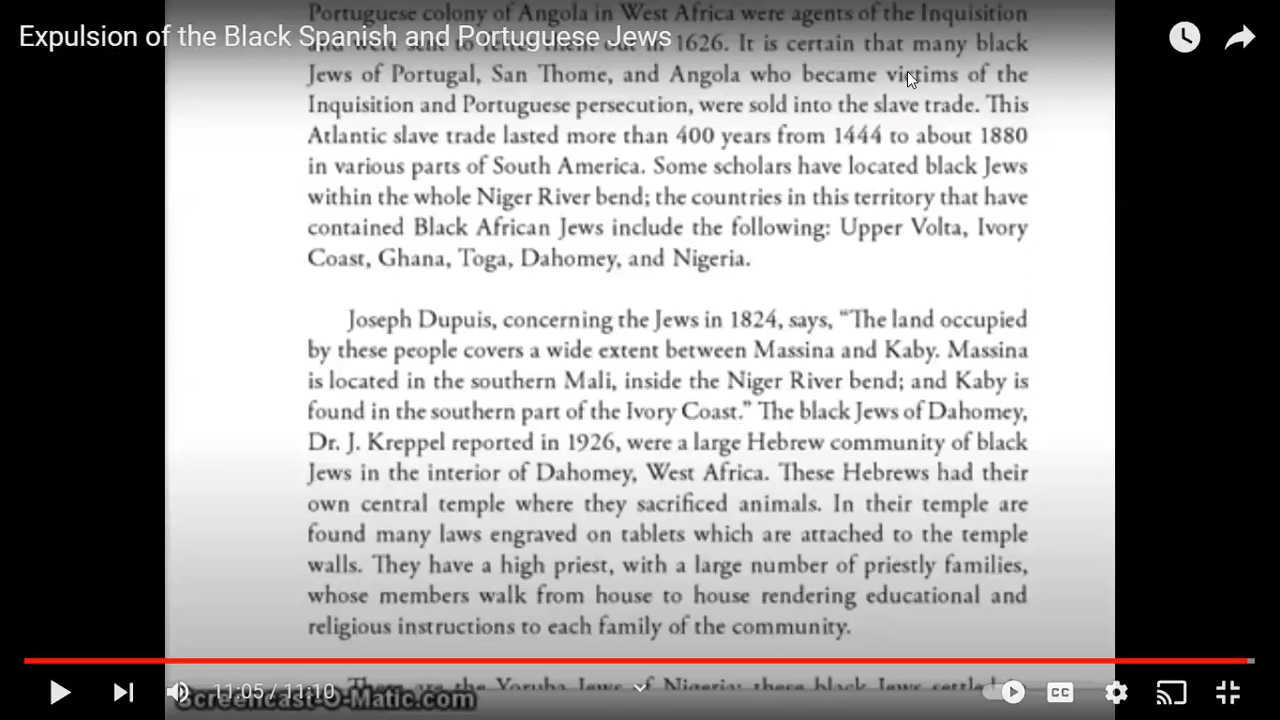 Portuguese colony of Angola in West Africa were agents of the Inquisition
Expulsion of the Black Spanish and Portuguese Jews
1626. It is certain that many black
Jews of Portugal, San Thome, and Angola who became victims of the
Inquisition and Portuguese persecution, were sold into the slave trade. This
Atlantic slave trade lasted more than 400 years from 1444 to about 1880
in various parts of South America. Some scholars have located black Jews
within the whole Niger River bend; the countries in this territory that have
contained Black African Jews include the following: Upper Volta, Ivory
Coast, Ghana, Toga, Dahomey, and Nigeria.
Joseph Dupuis, concerning the Jews in 1824, says, “The land occupied
by these people covers a wide extent between Massina and Kaby. Massina
is located in the southern Mali, inside the Niger River bend; and Kaby is
found in the southern part of the Ivory Coast.” The black Jews of Dahomey,
Dr. J. Kreppel reported in 1926, were a large Hebrew community of black
Jews in the interior of Dahomey, West Africa. These Hebrews had their
own central temple where they sacrificed animals. In their temple are
found many laws engraved on tablets which are attached to the temple
walls. They have a high priest, with a large number of priestly families,
whose members walk from house to house rendering educational and
religious instructions to each family of the community.
the Yoruba Jews of Nigeria; these black Jews settled
11:05 / 11:10
CC
Screencast-O-Matic.com